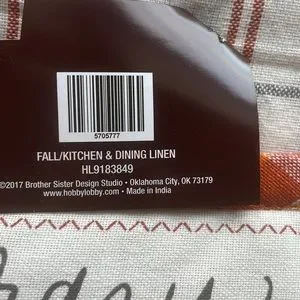 5705777
FALL/KITCHEN & DINING LINEN
HL9183849
©2017 Brother Sister Design Studio • Oklahoma City, OK 73179
www.hobbylobby.com • Made in India